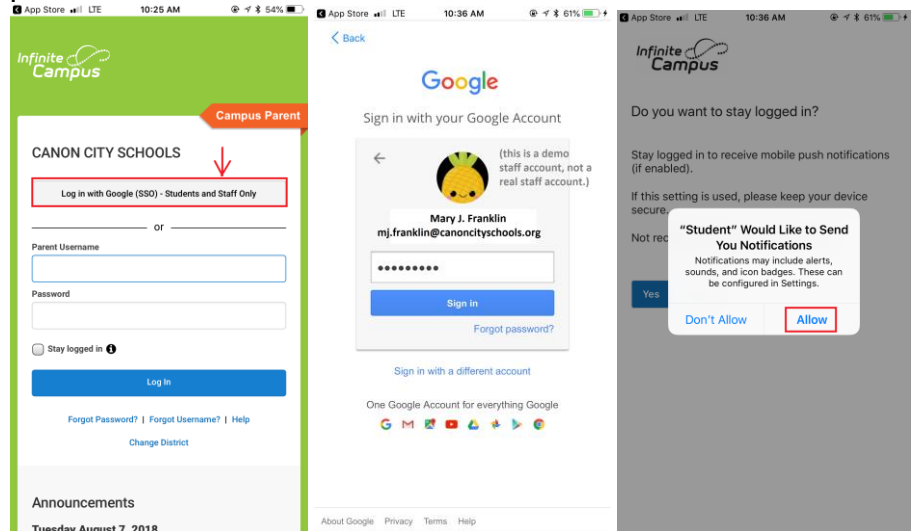 App Store LTE 10:25 AM 54%
Infinite
Campus
Campus Parent
CANON CITY SCHOOLS
Log in with Google (SSO) - Students and Staff Only
or
Parent Username
Password
Stay logged in
Log In
Forgot Password? | Forgot Username? | Help
Change District
Announcements
Tuesday August 7, 2018
App Store LTE 10:36 AM 61%
Back
Google
Sign in with your Google Account
(this is a demo
staff account, not a
real staff account.)
Mary J. Franklin
mj.franklin@canoncityschools.org
Sign in
Forgot password?
Sign in with a different account
One Google Account for everything Google
About Google Privacy Terms Help
App Store LTE 10:36 AM 61%
Infinite
Campus
Do you want to stay logged in?
Stay logged in to receive mobile push notifications
(if enabled).
If this setting is used, please keep your device
secure.
Not rec
"Student" Would Like to Send
You Notifications
Notifications may include alerts,
sounds, and icon badges. These can
be configured in Settings.
Yes
Don't Allow Allow